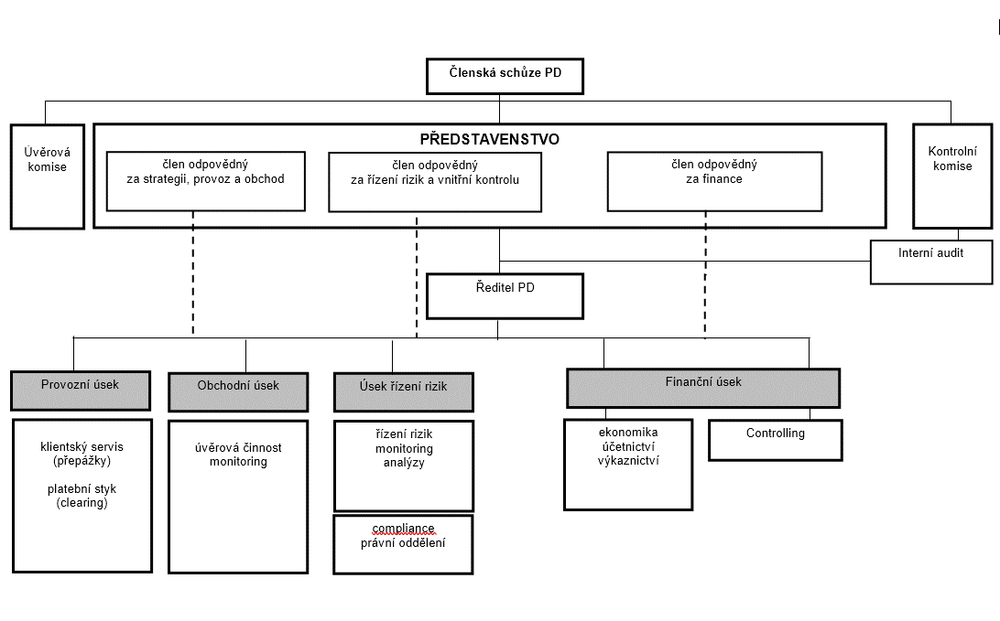 Členská schůze PD
Úvěrová
komise
PŘEDSTAVENSTVO
člen odpovědný
za strategii, provoz a obchod
člen odpovědný
za řízení rizik a vnitřní kontrolu
člen odpovědný
za finance
Kontrolní
komise
Interní audit
Ředitel PD
Provozní úsek
Obchodní úsek
Úsek řízení rizik
Finanční úsek
klientský servis
(přepážky)
platební styk
(clearing)
úvěrová činnost
monitoring
řízení rizik
monitoring
analýzy
compliance
právní oddělení
ekonomika
účetnictví
výkaznictví
Controlling